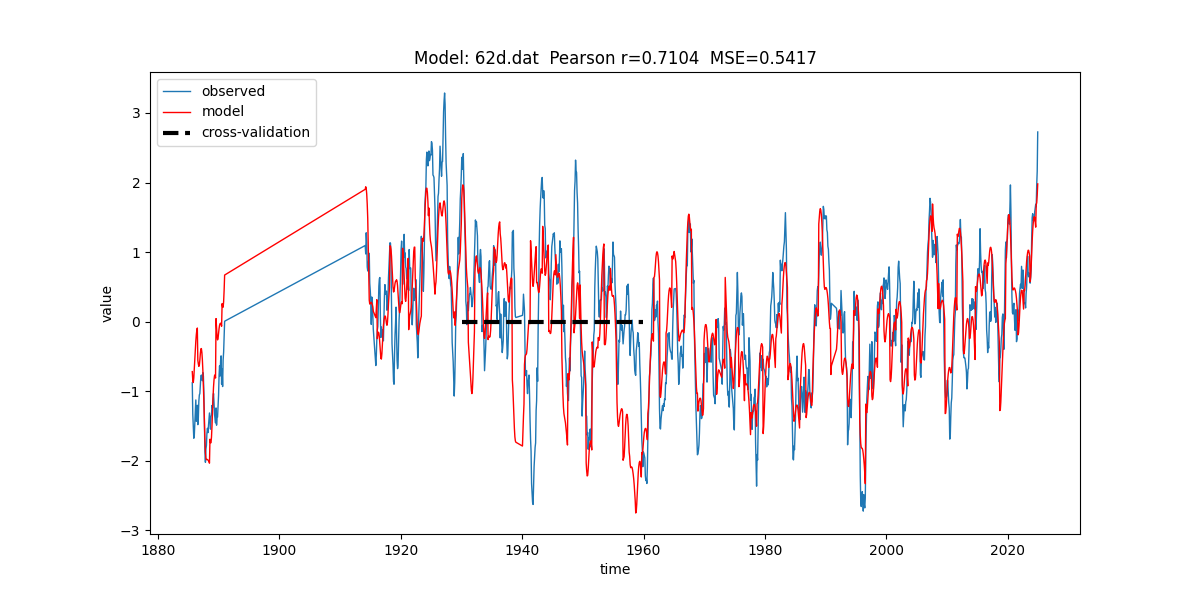 Model: 62d.dat  Pearson r=0.7104  MSE=0.5417
observed
model
cross-validation
value
3
2
1
0
−1
−2
−3
1880 1900 1920 1940 1960 1980 2000 2020
time